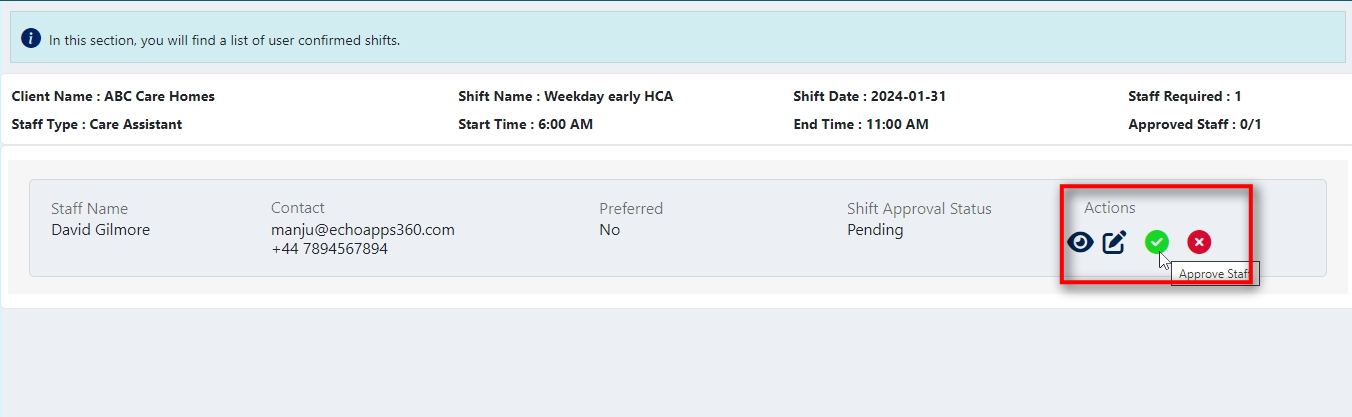 In this section, you will find a list of user confirmed shifts.
Client Name : ABC Care Homes
Shift Name : Weekday early HCA
Shift Date : 2024-01-31
Staff Required : 1
Staff Type : Care Assistant
Start Time : 6:00 AM
End Time : 11:00 AM
Approved Staff : 0/1
Staff Name
Contact
Preferred
Shift Approval Status
Actions
David Gilmore
manju@echoapps360.com
No
Pending
+44 7894567894
Approve Staff